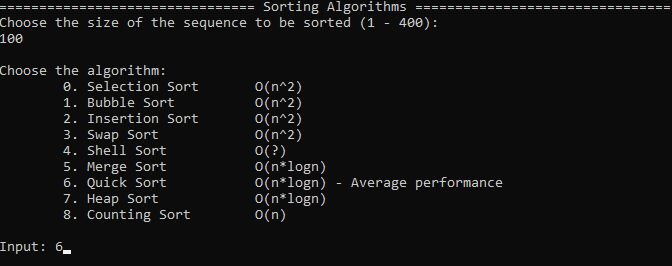 ================================ Sorting Algorithms ================================
Choose the size of the sequence to be sorted (1 - 400):
100
Choose the algorithm:
0. Selection Sort O(n^2)
1. Bubble Sort O(n^2)
2. Insertion Sort O(n^2)
3. Swap Sort O(n^2)
4. Shell Sort O(?)
5. Merge Sort O(n*logn)
6. Quick Sort O(n*logn) - Average performance
7. Heap Sort O(n*logn)
8. Counting Sort O(n)
Input: 6